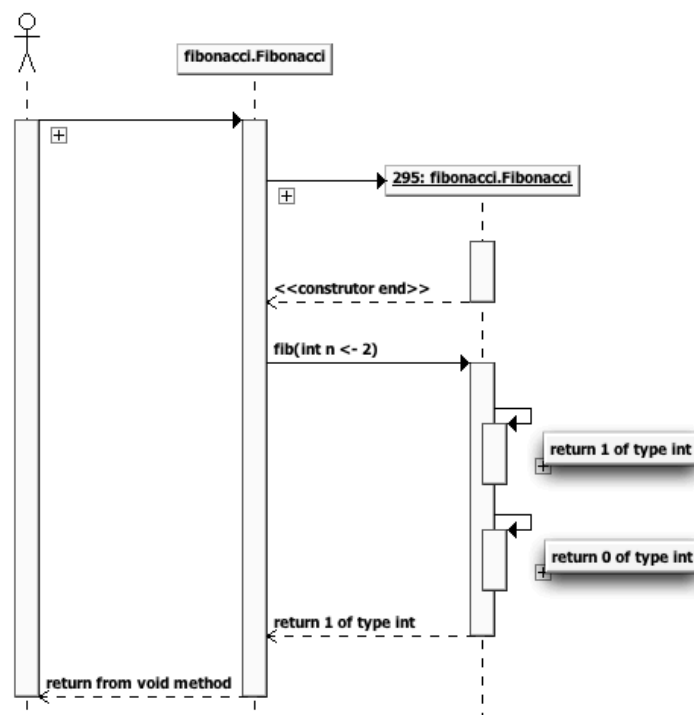 fibonacci.Fibonacci
295: fibonacci.Fibonacci
<<construtor end>>
fib(int n <- 2)
return 1 of type int
return 0 of type int
return 1 of type int
return from void method